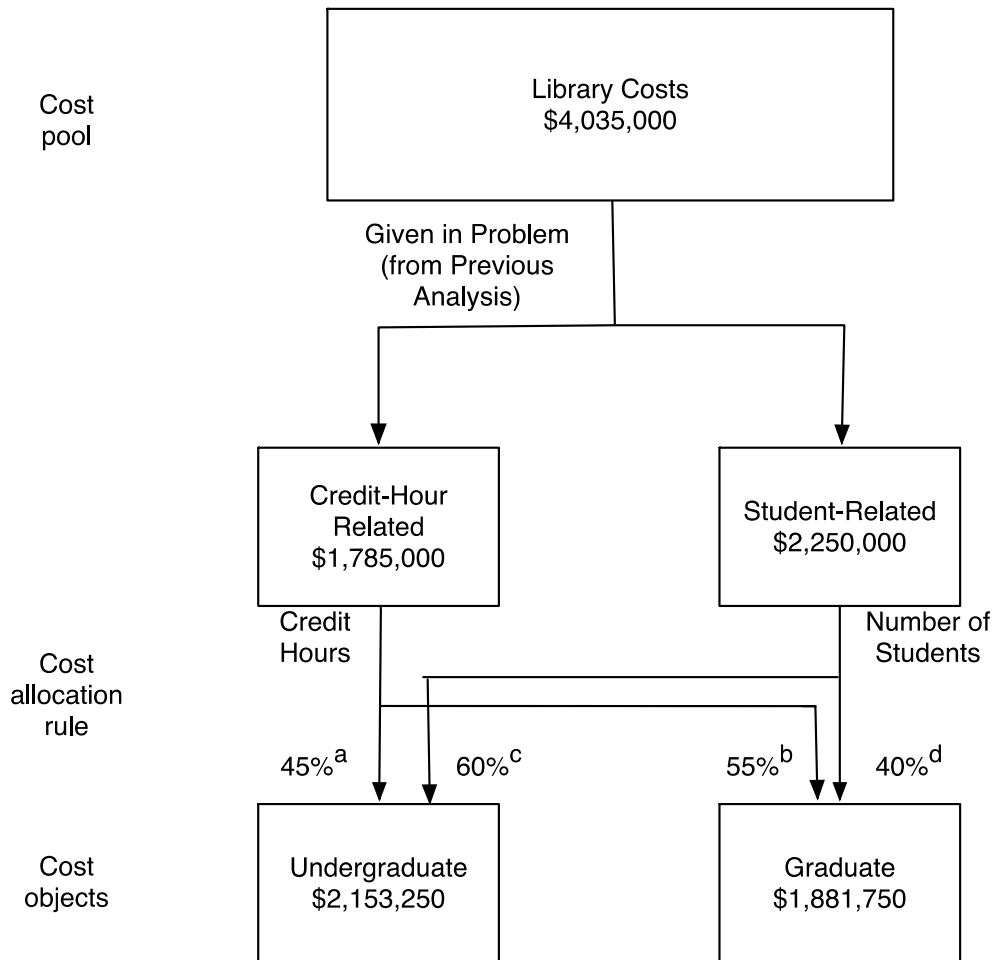 Cost
pool
Library Costs
$4,035,000
Given in Problem
(from Previous
Analysis)
Credit-Hour
Related
$1,785,000
Student-Related
$2,250,000
Credit
Hours
Number of
Students
Cost
allocation
rule
45%a
60%c
55%b
40%d
Cost
objects
Undergraduate
$2,153,250
Graduate
$1,881,750